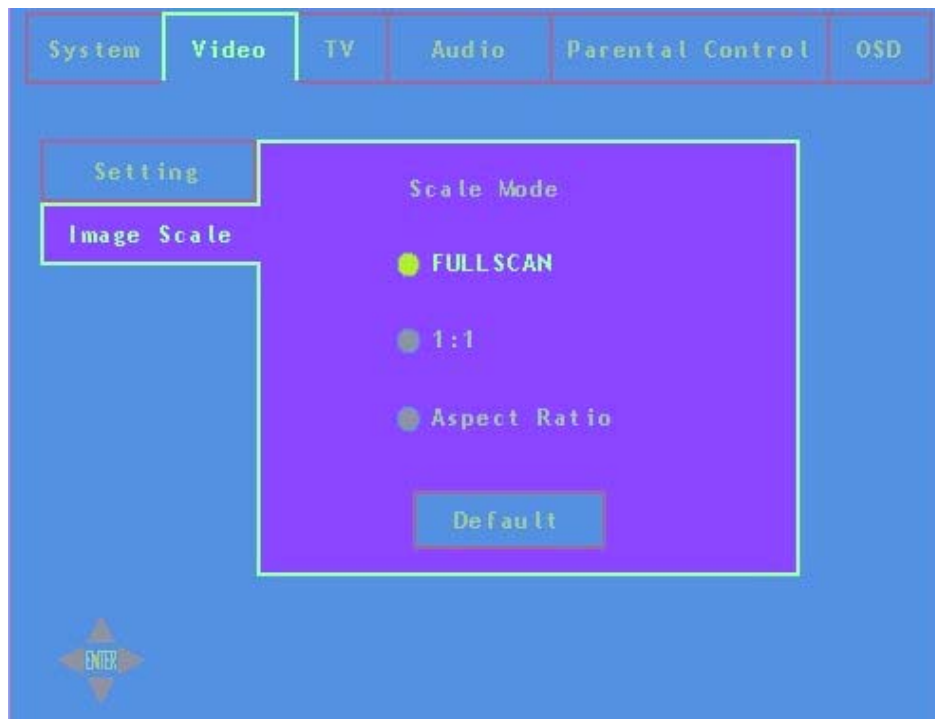 System Video TV Audio Parental Control OSD
Setting
Image Scale
Scale Mode
FULLSCAN
1:1
Aspect Ratio
Default
ENTER